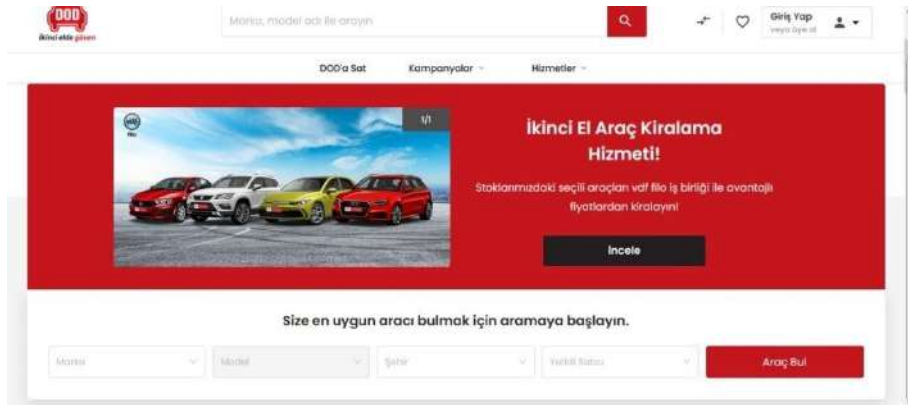 DOD
ikinci elde güven
Marka, model adı ile arayın
Giriş Yap
veya üye ol
DOD'a Sat
Kampanyalar
Hizmetler
1/1
İkinci El Araç Kiralama
Hizmeti!
Stoklarımızdaki seçili araçları vdf filo iş birliği ile avantajlı
fiyatlardan kiralayın!
İncele
Size en uygun aracı bulmak için aramaya başlayın.
Marka
Model
Şehir
Yetkili Satıcı
Araç Bul